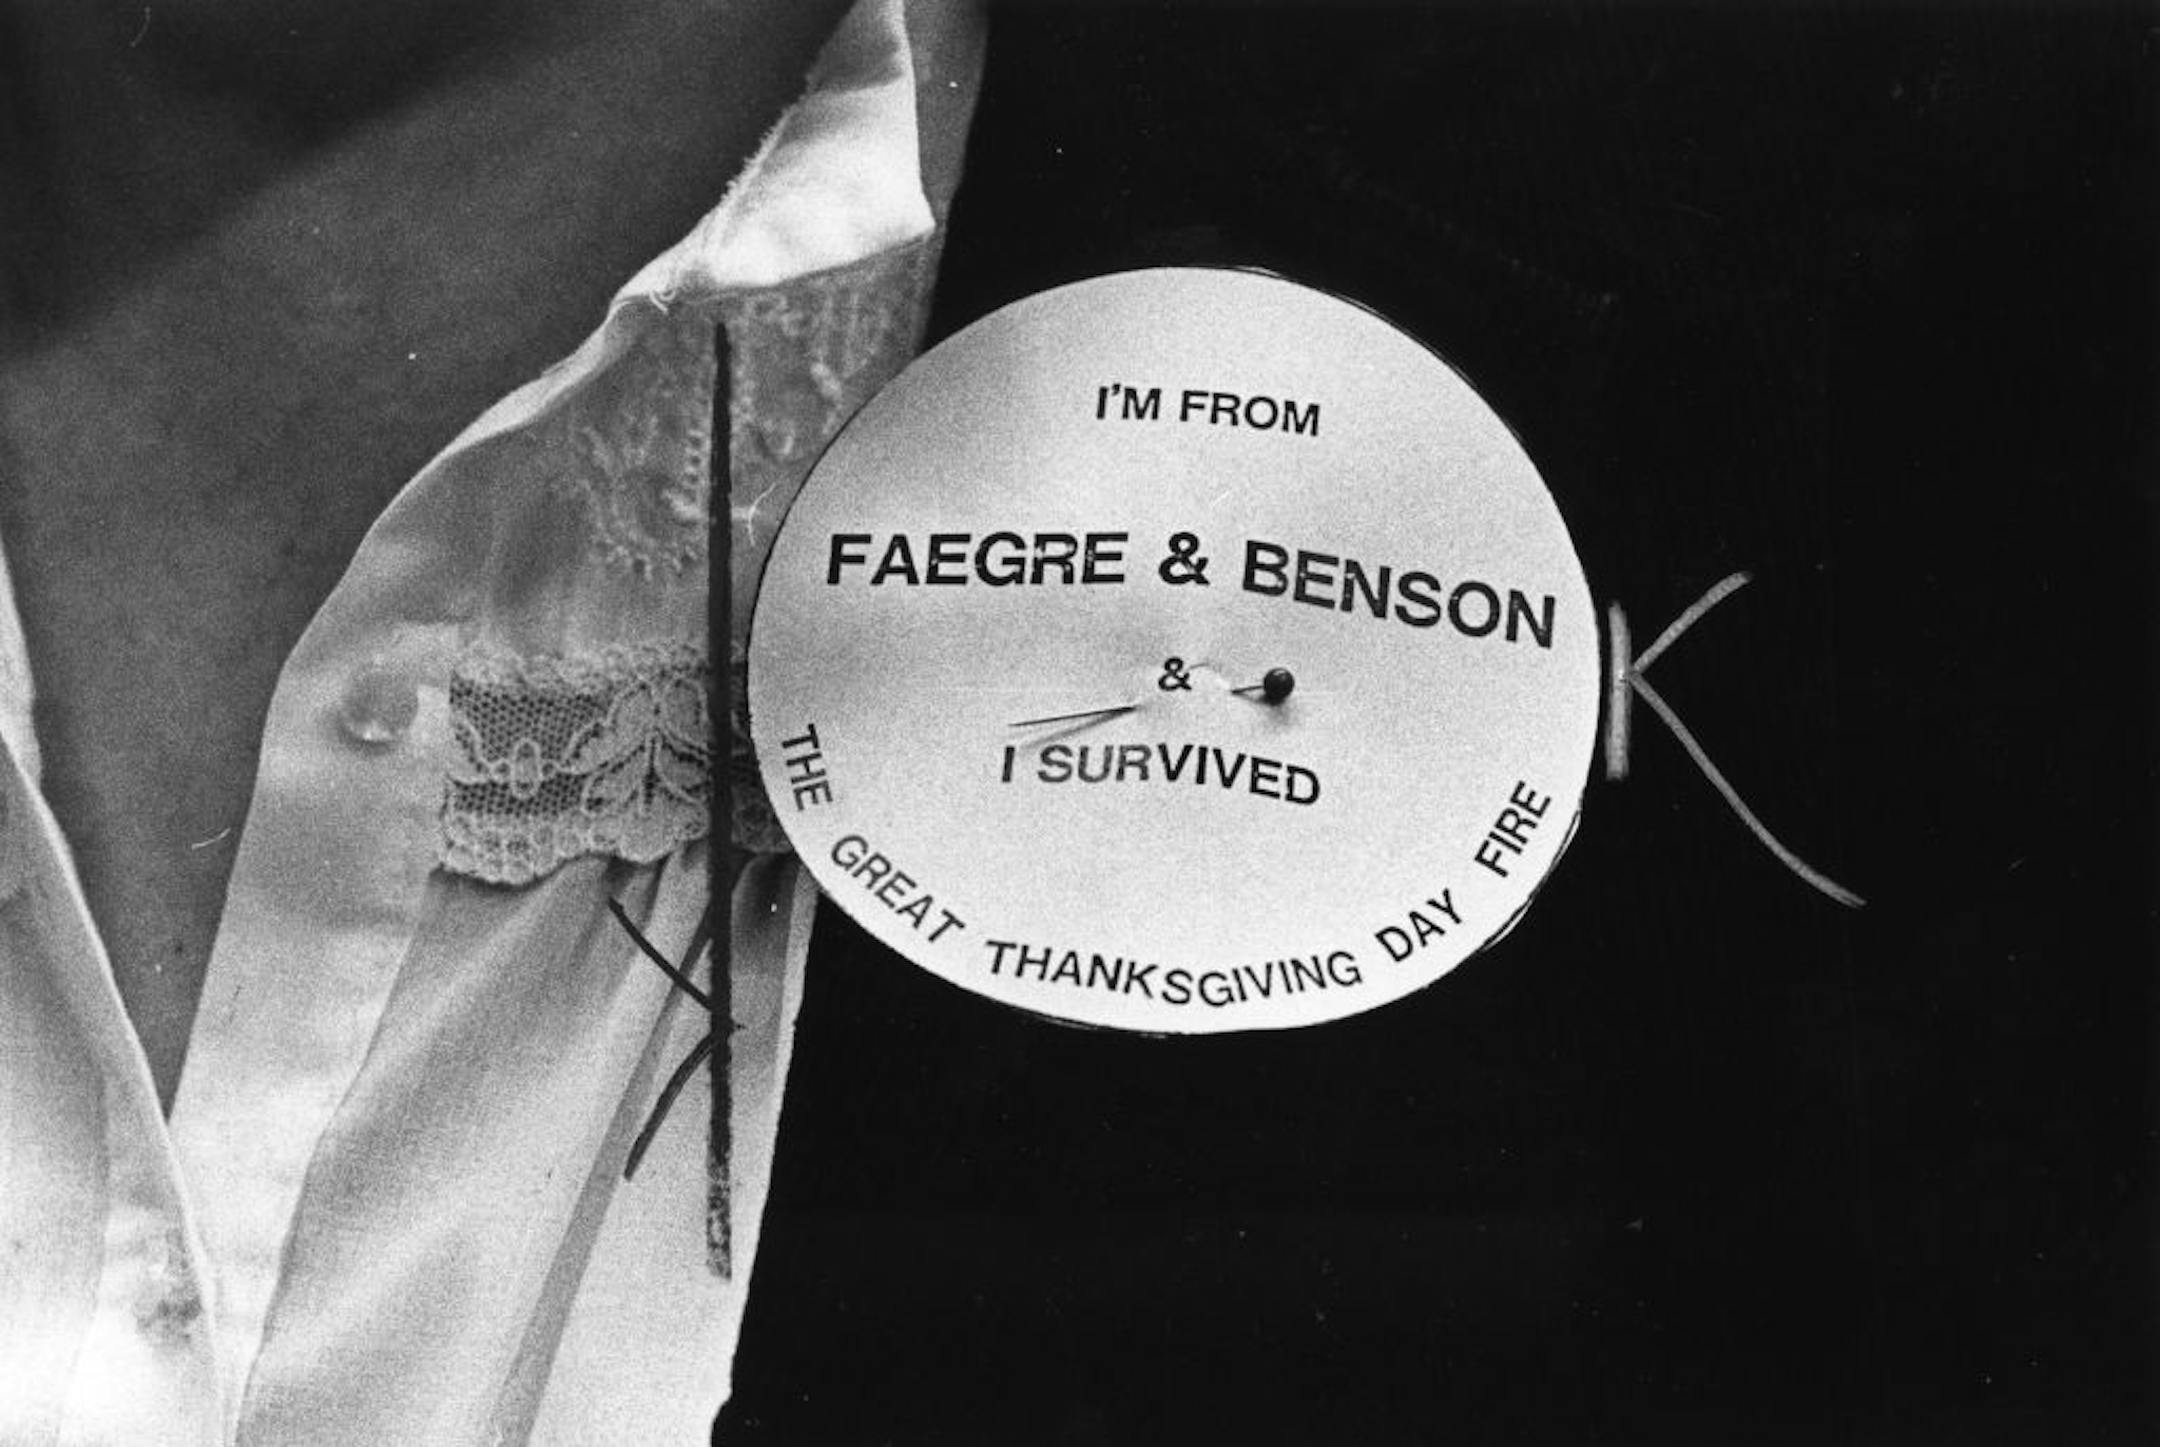 I'M FROM
FAEGRE & BENSON
&
I SURVIVED
THE GREAT THANKSGIVING DAY FIRE